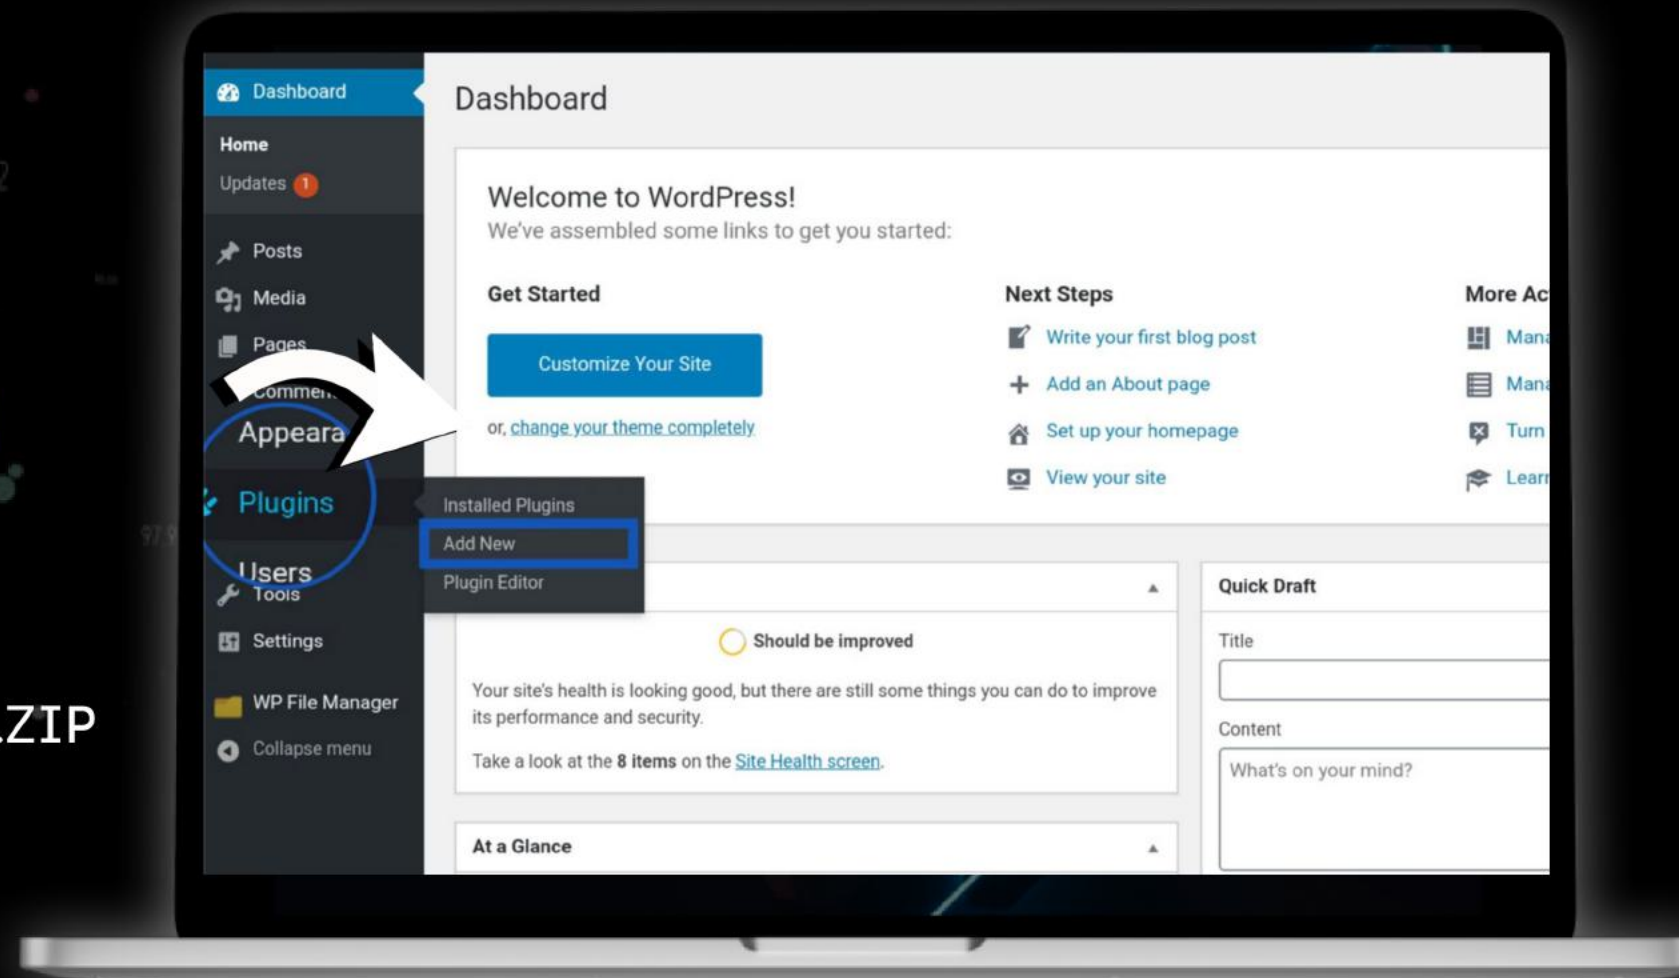 Dashboard
Home
Updates 1
Posts
Media
Pages
Commen
Appeara
Plugins
Users
Tools
Settings
WP File Manager
Collapse menu
Installed Plugins
Add New
Plugin Editor
.ZIP
97.9
Dashboard
Welcome to WordPress!
We've assembled some links to get you started:
Get Started
Customize Your Site
or, change your theme completely
Next Steps
Write your first blog post
Add an About page
Set up your homepage
View your site
More Ac
Mana
Mana
Turn
Learn
Should be improved
Your site's health is looking good, but there are still some things you can do to improve
its performance and security.
Take a look at the 8 items on the Site Health screen.
At a Glance
Quick Draft
Title
Content
What's on your mind?